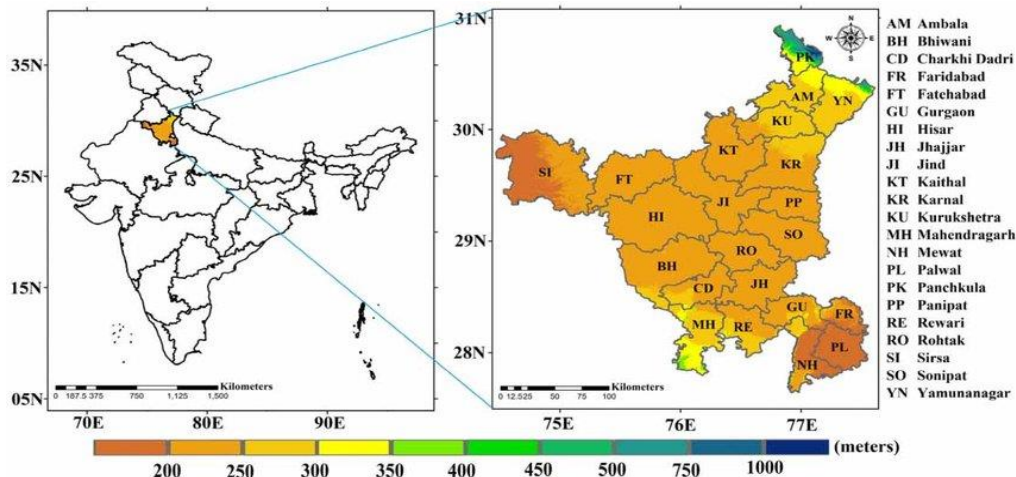 35N
25N
15N
05N
70E
80E
90E
Kilometers
0 187.5 375 750 1,125 1,500
31N
30N
29N
28N
75E
76E
77E
Kilometers
0 12.525 50 75 100
N
W E
S
PK
AM
YN
KU
KT
KR
SI
FT
JI
PP
HI
SO
RO
BH
CD
JH
GU
FR
MH
RE
PL
NH
AM Ambala
BH Bhiwani
CD Charkhi Dadri
FR Faridabad
FT Fatehabad
GU Gurgaon
HI Hisar
JH Jhajjar
JI Jind
KT Kaithal
KR Karnal
KU Kurukshetra
MH Mahendragarh
NH Mewat
PL Palwal
PK Panchkula
PP Panipat
RE Rewari
RO Rohtak
SI Sirsa
SO Sonipat
YN Yamunanagar
200 250 300 350 400 450 500 750 1000 (meters)